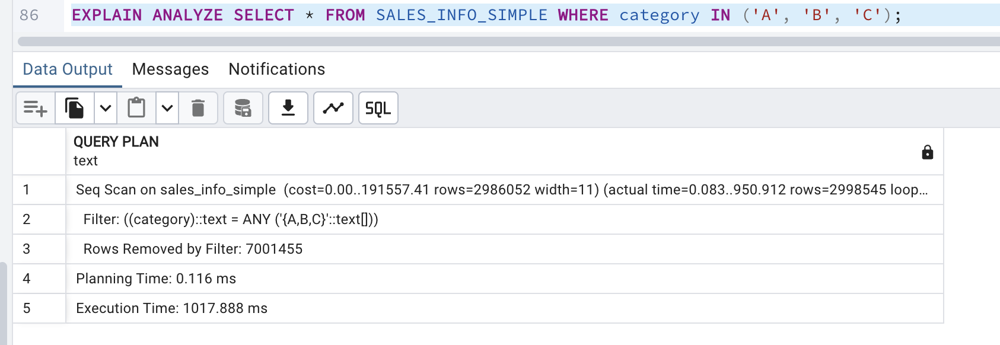 86 EXPLAIN ANALYZE SELECT * FROM SALES_INFO_SIMPLE WHERE category IN ('A', 'B', 'C');
Data Output Messages Notifications
SQL
QUERY PLAN
text
1 Seq Scan on sales_info_simple (cost=0.00..191557.41 rows=2986052 width=11) (actual time=0.083..950.912 rows=2998545 loop...
2 Filter: ((category)::text = ANY ('{A,B,C}'::text[]))
3 Rows Removed by Filter: 7001455
4 Planning Time: 0.116 ms
5 Execution Time: 1017.888 ms